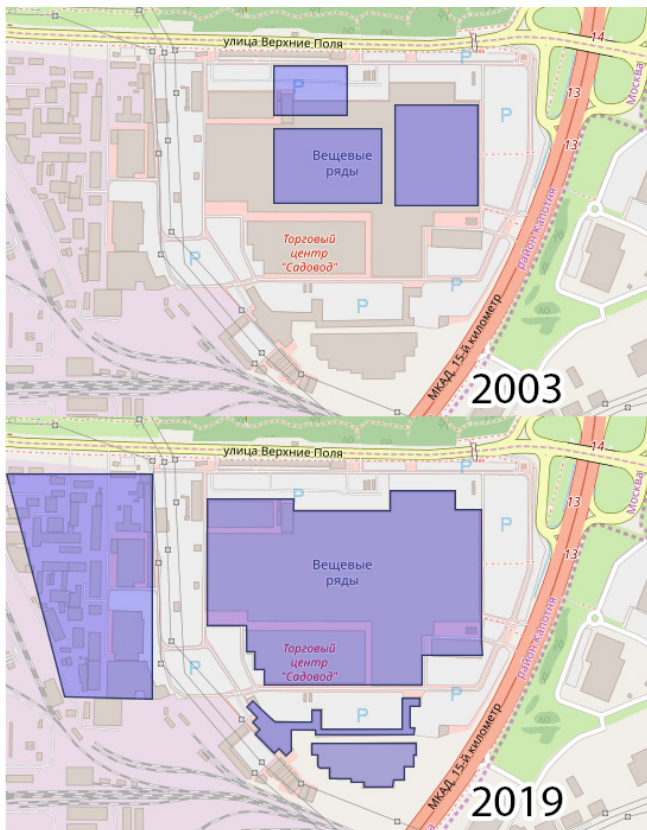 улица Верхние Поля
P
14
Москва
13
P
P
Вещевые
ряды
13
район Капотня
Торговый
центр
"Садовод"
P
P
P
МКАД, 15-й километр
2003
улица Верхние Поля
P
14
Москва
P
13
P
13
Вещевые
ряды
район Капотня
Торговый
центр
"Садовод"
P
P
P
МКАД, 15-й километр
2019